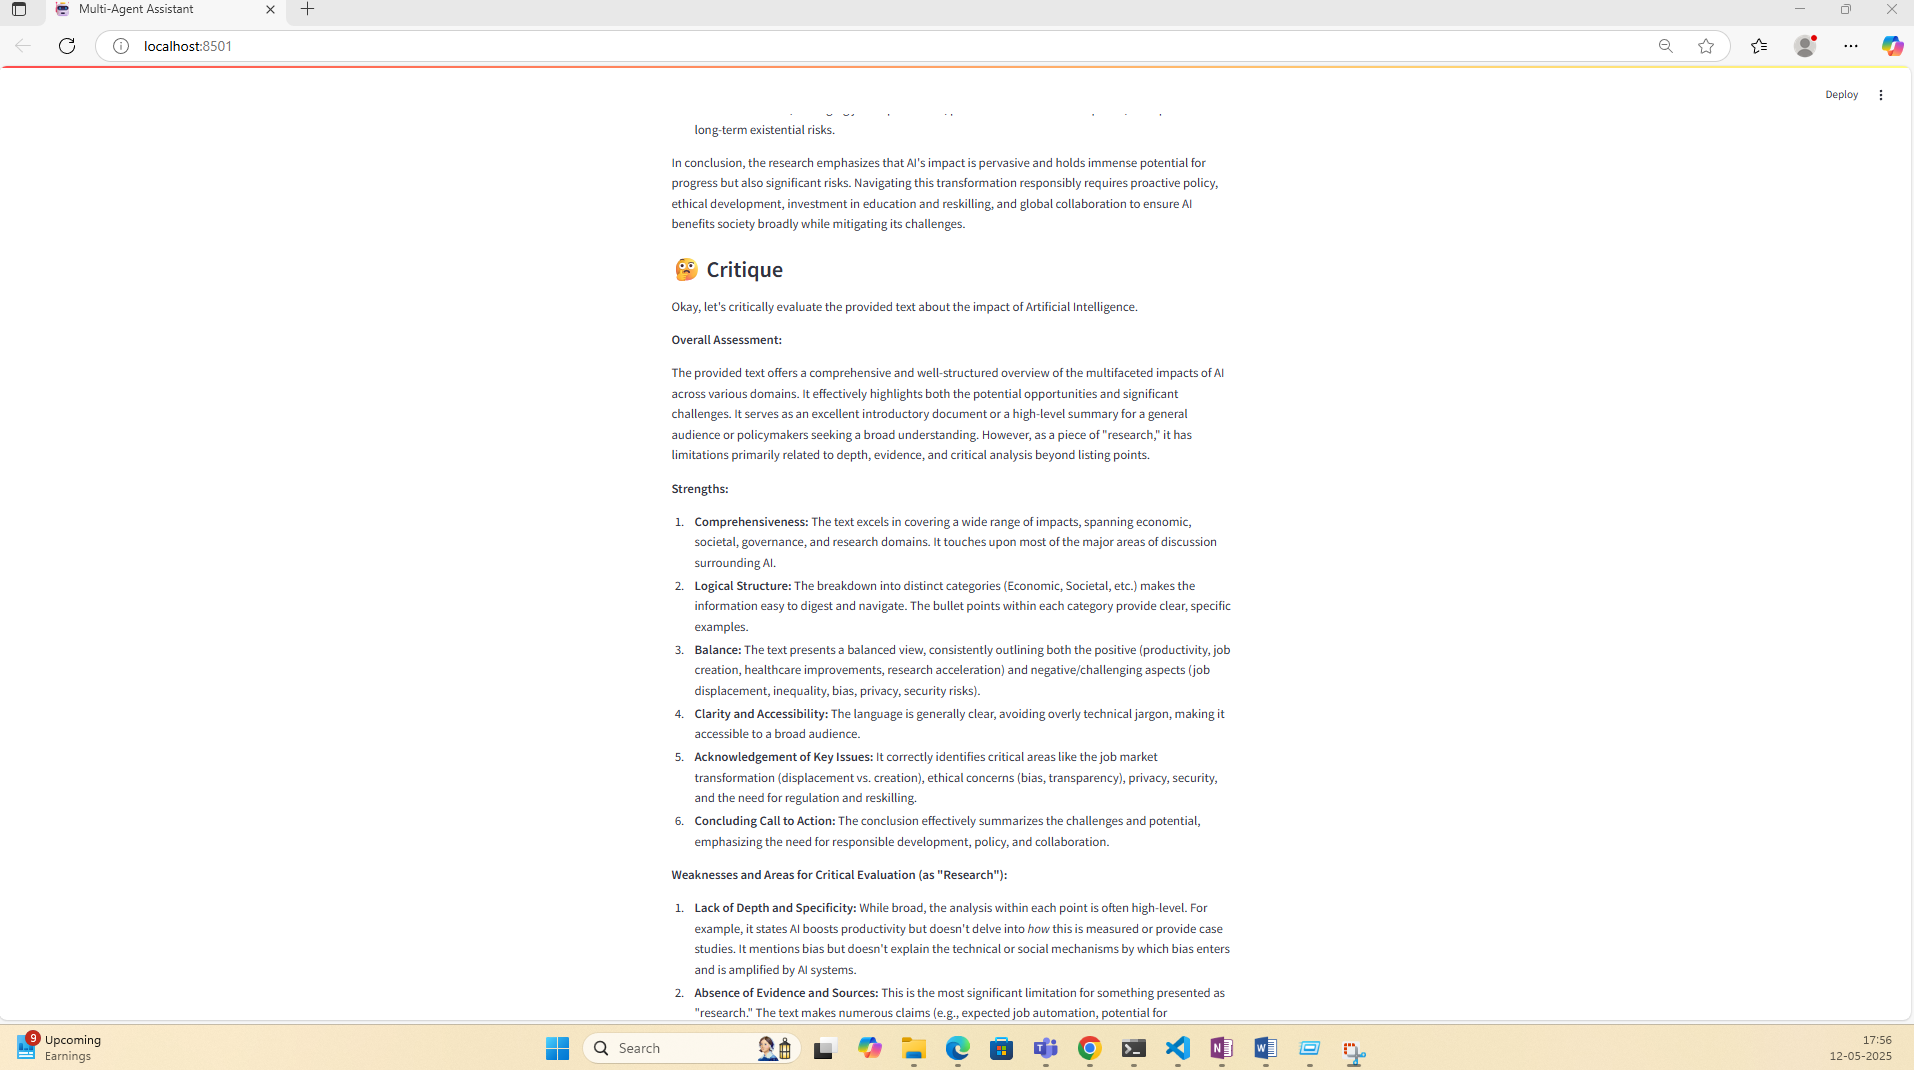 Multi-Agent Assistant
localhost:8501
Deploy
long-term existential risks.
In conclusion, the research emphasizes that AI's impact is pervasive and holds immense potential for
progress but also significant risks. Navigating this transformation responsibly requires proactive policy,
ethical development, investment in education and reskilling, and global collaboration to ensure AI
benefits society broadly while mitigating its challenges.
Critique
Okay, let's critically evaluate the provided text about the impact of Artificial Intelligence.
Overall Assessment:
The provided text offers a comprehensive and well-structured overview of the multifaceted impacts of AI
across various domains. It effectively highlights both the potential opportunities and significant
challenges. It serves as an excellent introductory document or a high-level summary for a general
audience or policymakers seeking a broad understanding. However, as a piece of "research," it has
limitations primarily related to depth, evidence, and critical analysis beyond listing points.
Strengths:
1. Comprehensiveness: The text excels in covering a wide range of impacts, spanning economic,
societal, governance, and research domains. It touches upon most of the major areas of discussion
surrounding AI.
2. Logical Structure: The breakdown into distinct categories (Economic, Societal, etc.) makes the
information easy to digest and navigate. The bullet points within each category provide clear, specific
examples.
3. Balance: The text presents a balanced view, consistently outlining both the positive (productivity, job
creation, healthcare improvements, research acceleration) and negative/challenging aspects (job
displacement, inequality, bias, privacy, security risks).
4. Clarity and Accessibility: The language is generally clear, avoiding overly technical jargon, making it
accessible to a broad audience.
5. Acknowledgement of Key Issues: It correctly identifies critical areas like the job market
transformation (displacement vs. creation), ethical concerns (bias, transparency), privacy, security,
and the need for regulation and reskilling.
6. Concluding Call to Action: The conclusion effectively summarizes the challenges and potential,
emphasizing the need for responsible development, policy, and collaboration.
Weaknesses and Areas for Critical Evaluation (as "Research"):
1. Lack of Depth and Specificity: While broad, the analysis within each point is often high-level. For
example, it states AI boosts productivity but doesn't delve into how this is measured or provide case
studies. It mentions bias but doesn't explain the technical or social mechanisms by which bias enters
and is amplified by AI systems.
2. Absence of Evidence and Sources: This is the most significant limitation for something presented as
"research." The text makes numerous claims (e.g., expected job automation, potential for
9
Upcoming
Earnings
Search
17:56
12-05-2025